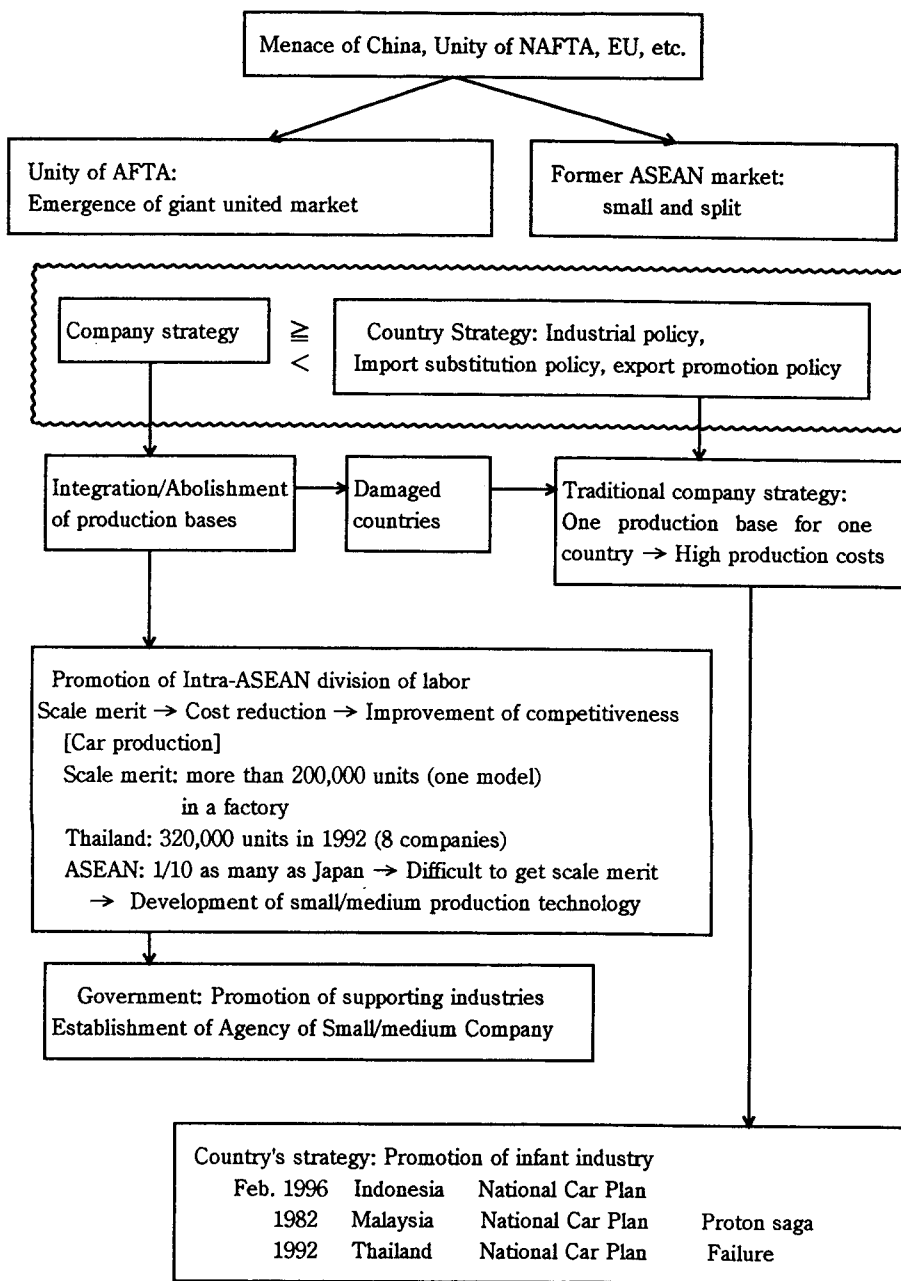 Menace of China, Unity of NAFTA, EU, etc.
Unity of AFTA:
Emergence of giant united market
Former ASEAN market:
small and split
Company strategy
≧
<
Country Strategy: Industrial policy,
Import substitution policy, export promotion policy
Integration/Abolishment
of production bases
Damaged
countries
Traditional company strategy:
One production base for one
country → High production costs
Promotion of Intra-ASEAN division of labor
Scale merit → Cost reduction → Improvement of competitiveness
[Car production]
Scale merit: more than 200,000 units (one model)
in a factory
Thailand: 320,000 units in 1992 (8 companies)
ASEAN: 1/10 as many as Japan → Difficult to get scale merit
→ Development of small/medium production technology
Government: Promotion of supporting industries
Establishment of Agency of Small/medium Company
Country's strategy: Promotion of infant industry
Feb. 1996 Indonesia National Car Plan
1982 Malaysia National Car Plan Proton saga
1992 Thailand National Car Plan Failure